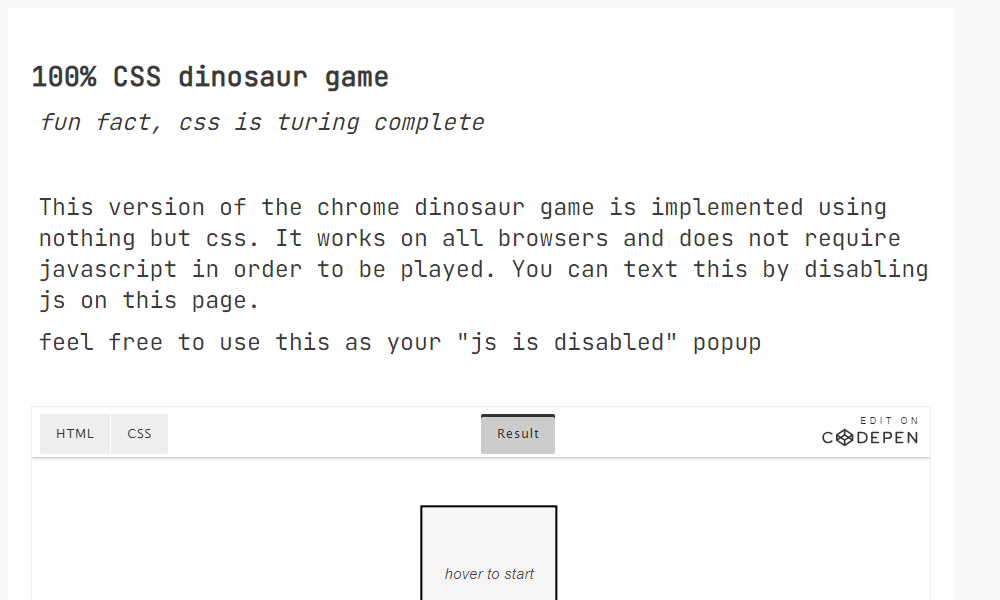 100% CSS dinosaur game
fun fact, css is turing complete
This version of the chrome dinosaur game is implemented using
nothing but css. It works on all browsers and does not require
javascript in order to be played. You can text this by disabling
js on this page.
feel free to use this as your "js is disabled" popup
HTML CSS Result EDIT ON
CODEPEN
hover to start